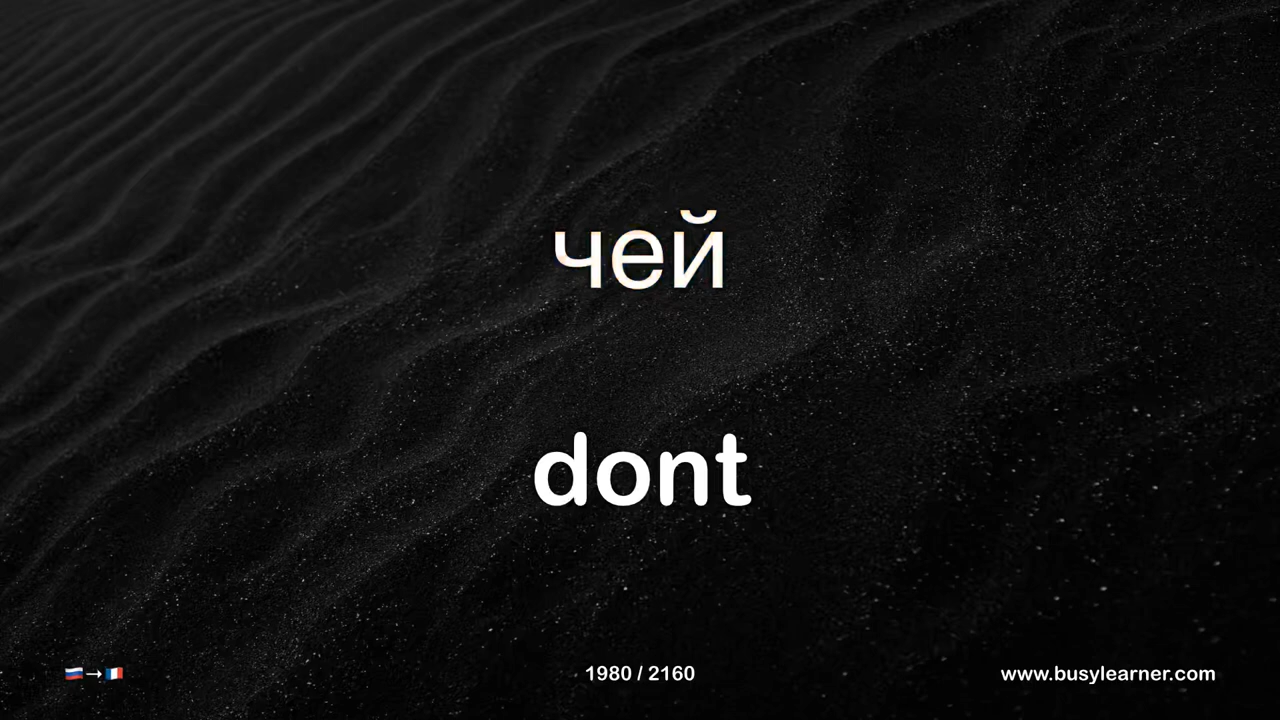 чей
dont
🇷🇺→🇫🇷 1980 / 2160 www.busylearner.com